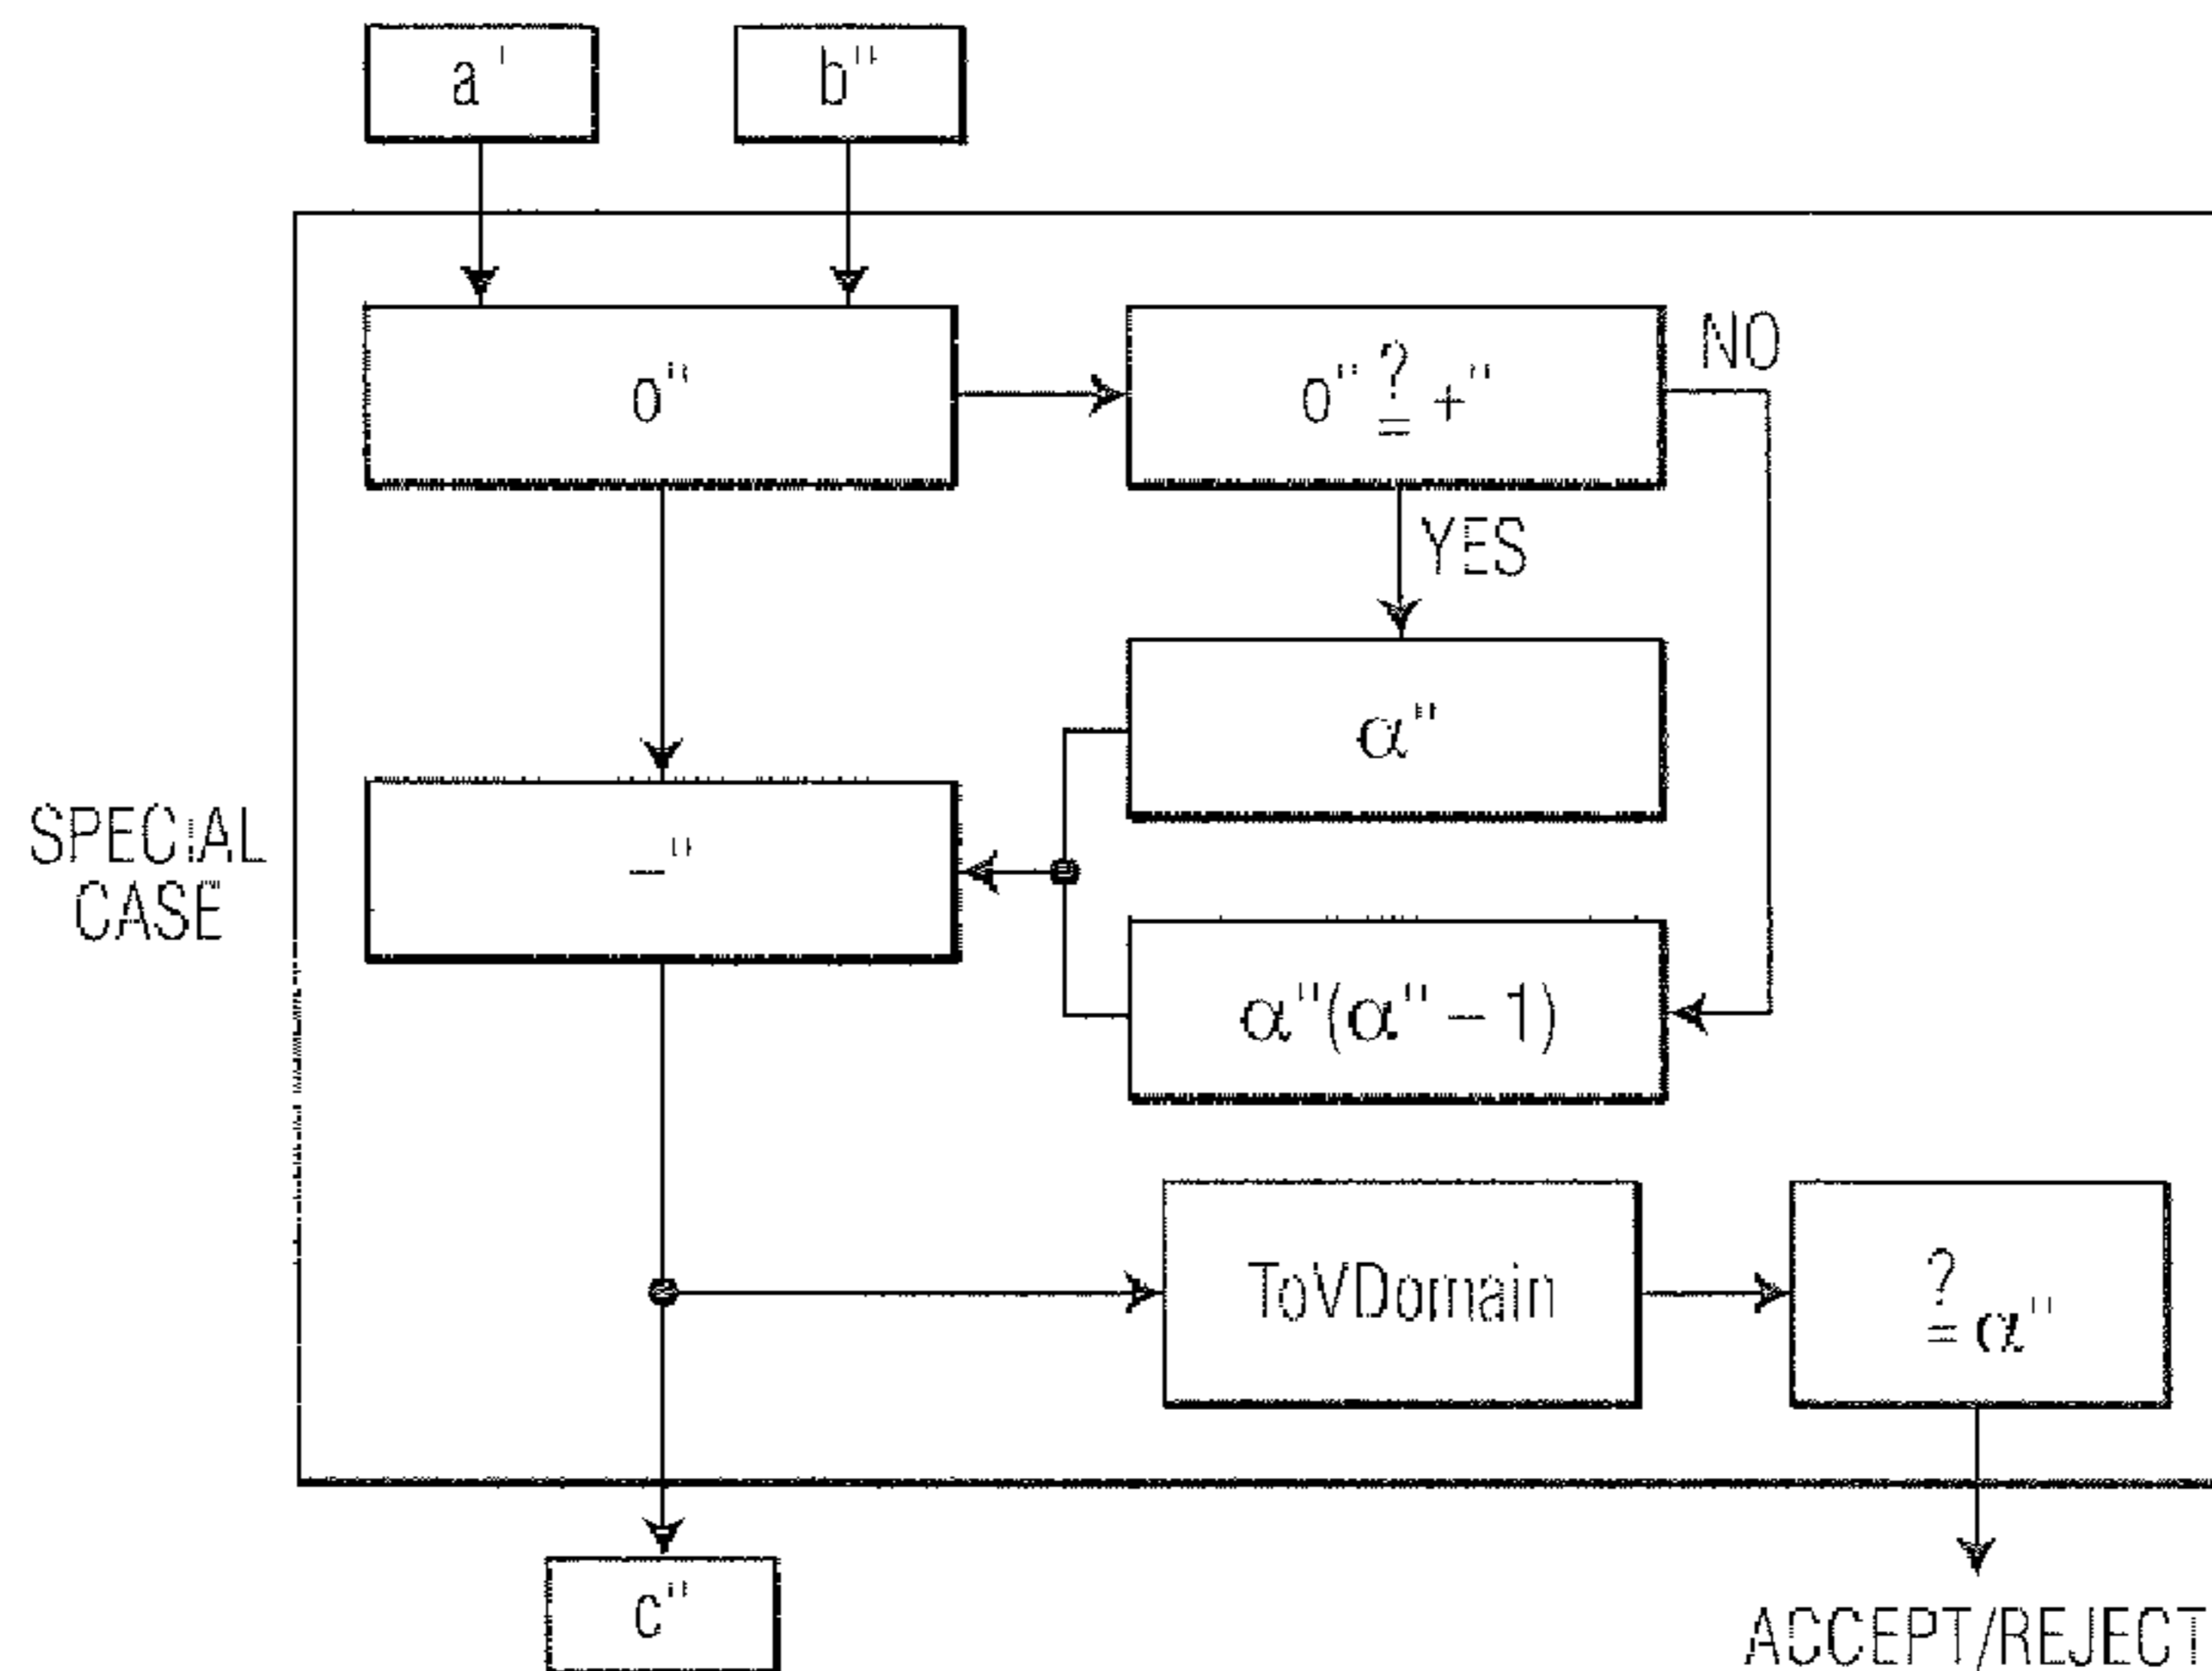 a'
b"
o"
o" ≟ +"
NO
YES
α"
SPECIAL
CASE
–"
α"(α" – 1)
ToVDomain
≟ α"
c"
ACCEPT/REJECT